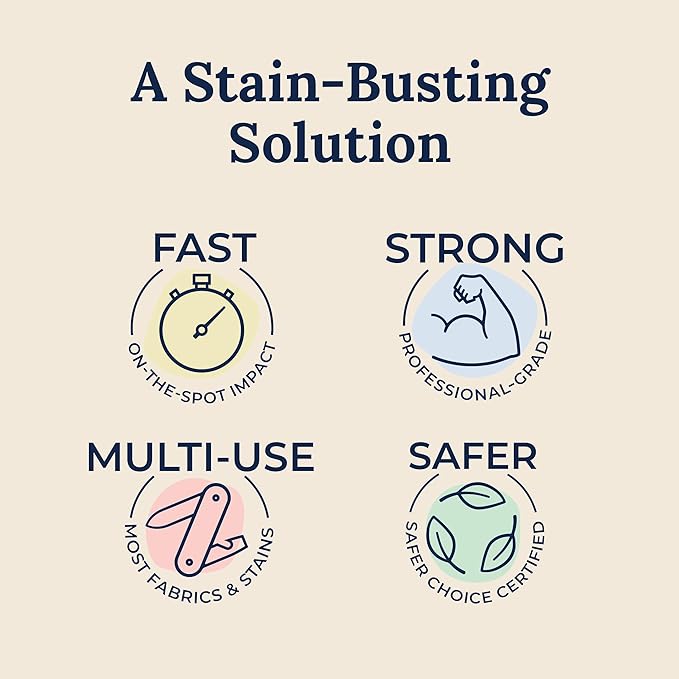 A Stain-Busting
Solution
FAST
ON-THE-SPOT IMPACT
STRONG
PROFESSIONAL-GRADE
MULTI-USE
MOST FABRICS & STAINS
SAFER
SAFER CHOICE CERTIFIED